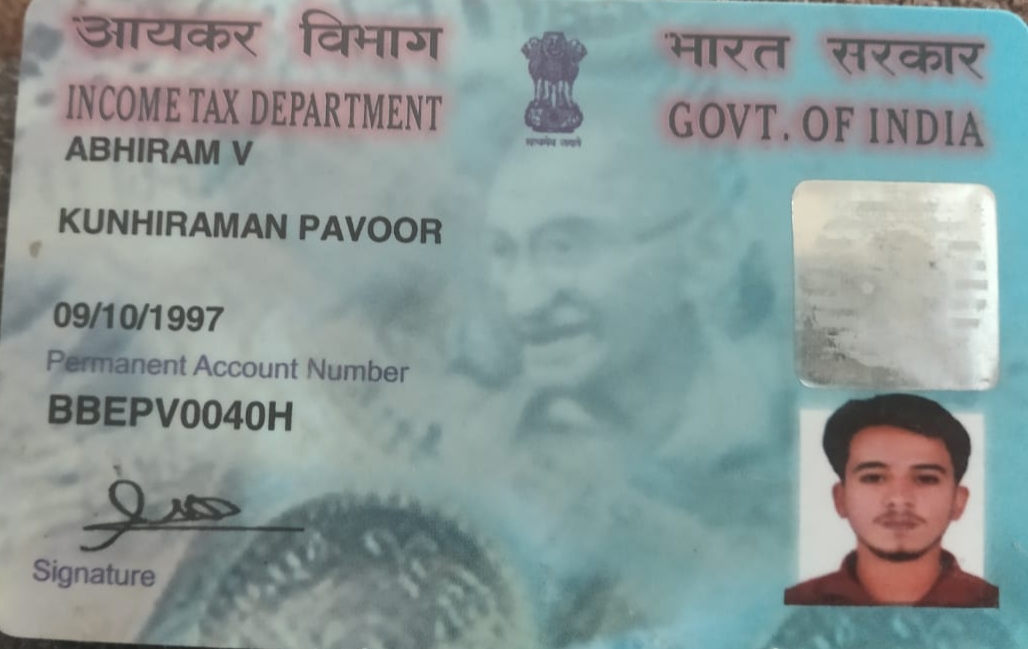 आयकर विभाग
भारत सरकार
INCOME TAX DEPARTMENT
GOVT. OF INDIA
सत्यमेव जयते
ABHIRAM V
KUNHIRAMAN PAVOOR
09/10/1997
Permanent Account Number
BBEPV0040H
Signature